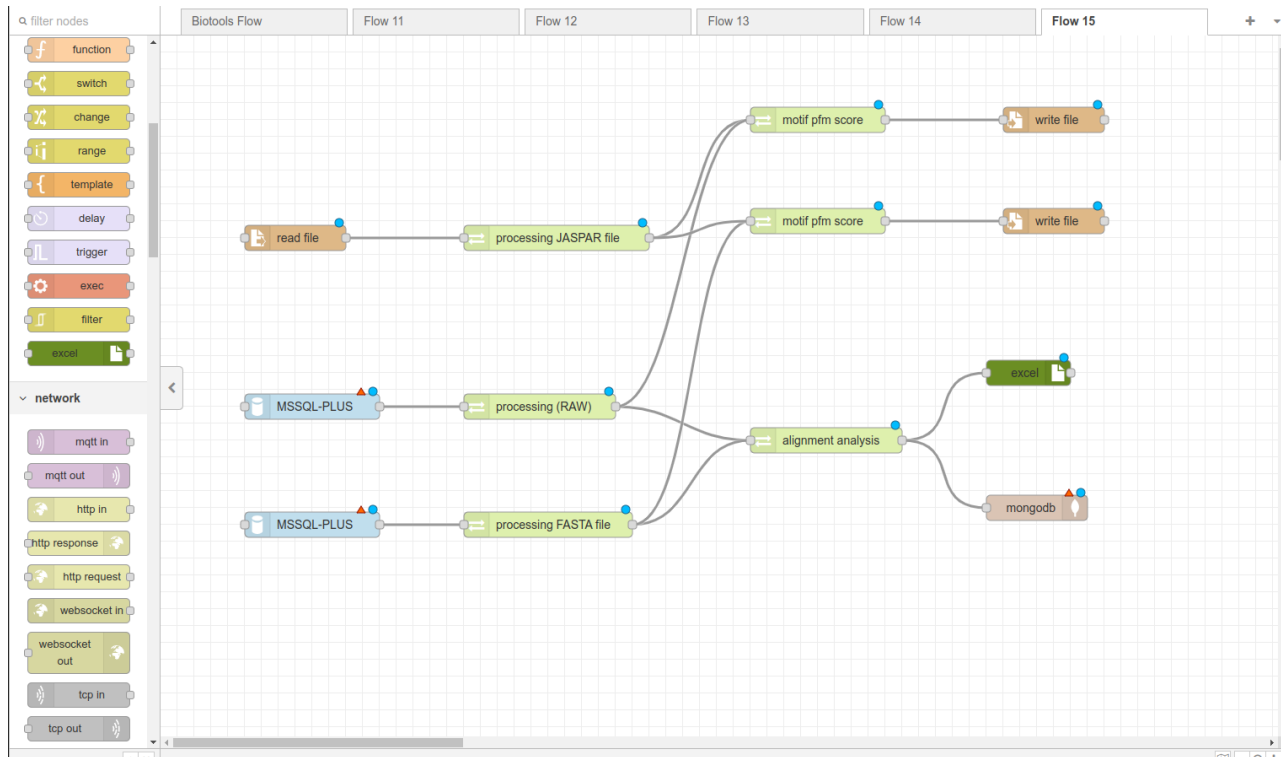 filter nodes
Biotools Flow
Flow 11
Flow 12
Flow 13
Flow 14
Flow 15
function
switch
change
range
template
delay
trigger
exec
filter
excel
network
mqtt in
mqtt out
http in
http response
http request
websocket in
websocket
out
tcp in
tcp out
motif pfm score
write file
motif pfm score
write file
read file
processing JASPAR file
excel
MSSQL-PLUS
processing (RAW)
alignment analysis
mongodb
MSSQL-PLUS
processing FASTA file